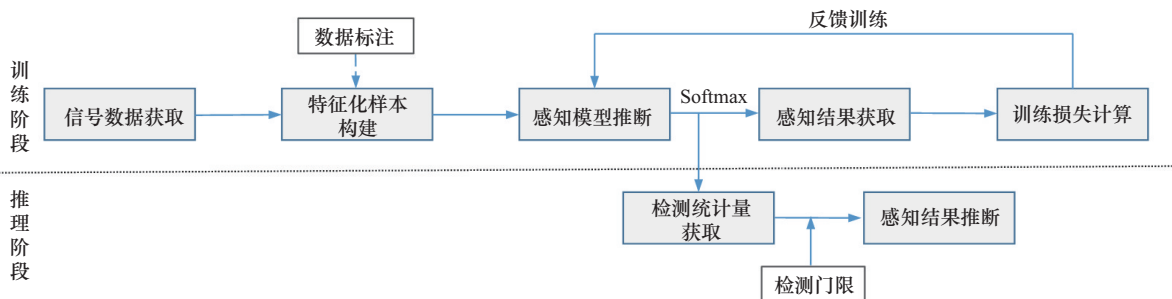 反馈训练
数据标注
训练阶段
信号数据获取
特征化样本
构建
感知模型推断
Softmax
感知结果获取
训练损失计算
推理阶段
检测统计量
获取
感知结果推断
检测门限